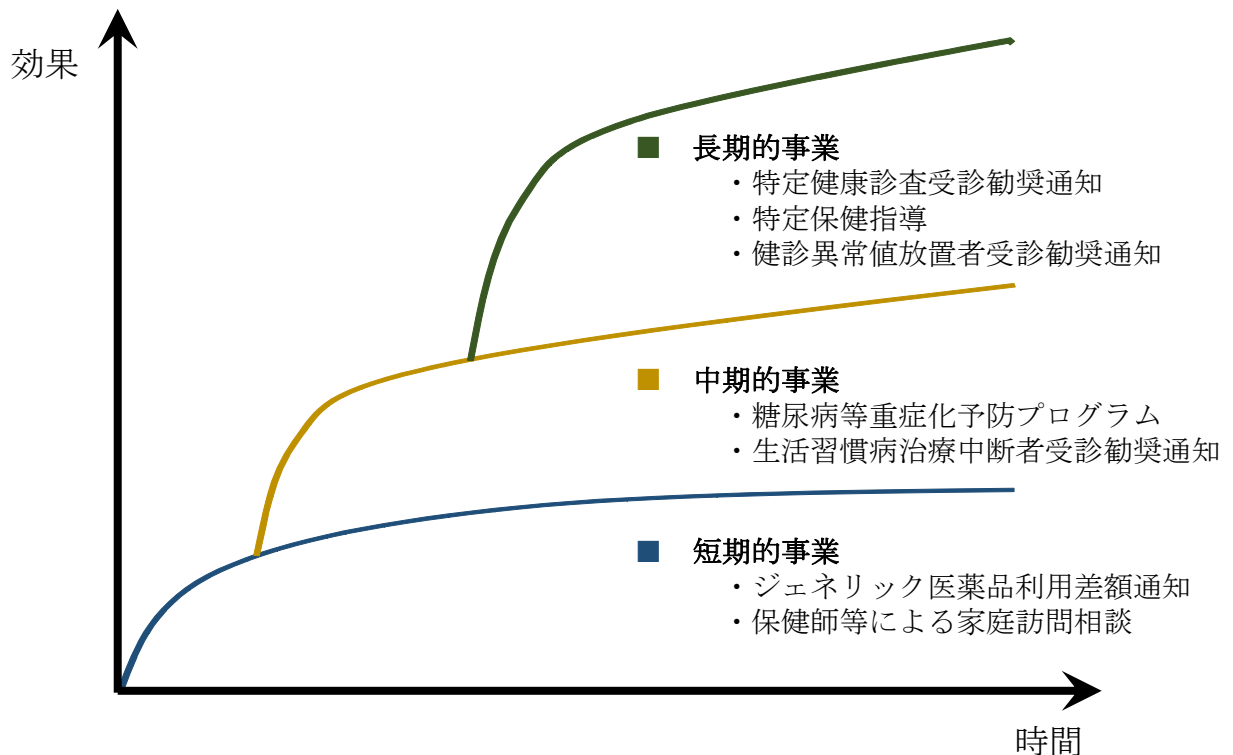 効果
■ 長期的事業
・特定健康診査受診勧奨通知
・特定保健指導
・健診異常値放置者受診勧奨通知
■ 中期的事業
・糖尿病等重症化予防プログラム
・生活習慣病治療中断者受診勧奨通知
■ 短期的事業
・ジェネリック医薬品利用差額通知
・保健師等による家庭訪問相談
時間